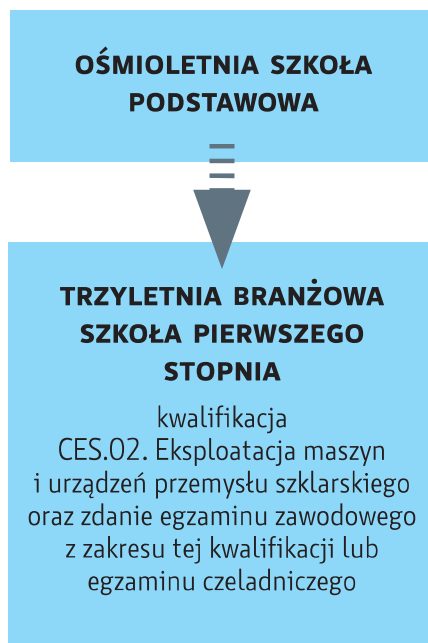 OŚMIOLETNIA SZKOŁA
PODSTAWOWA
TRZYLETNIA BRANŻOWA
SZKOŁA PIERWSZEGO
STOPNIA
kwalifikacja
CES.02. Eksploatacja maszyn
i urządzeń przemysłu szklarskiego
oraz zdanie egzaminu zawodowego
z zakresu tej kwalifikacji lub
egzaminu czeladniczego